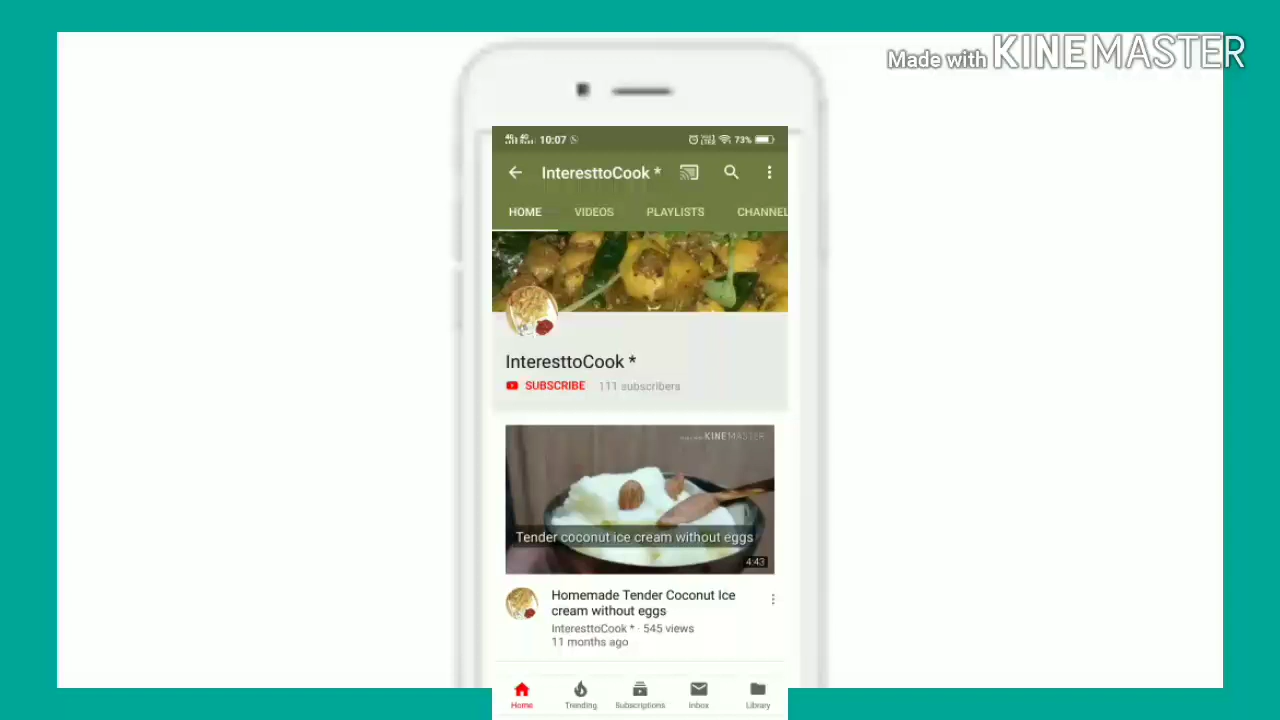 Made with KINEMASTER
10:07
73%
InteresttoCook *
HOME VIDEOS PLAYLISTS CHANNEL
InteresttoCook *
SUBSCRIBE 111 subscribers
KINEMASTER
Tender coconut ice cream without eggs
4:43
Homemade Tender Coconut Ice
cream without eggs
InteresttoCook * · 545 views
11 months ago
Home Trending Subscriptions Inbox Library